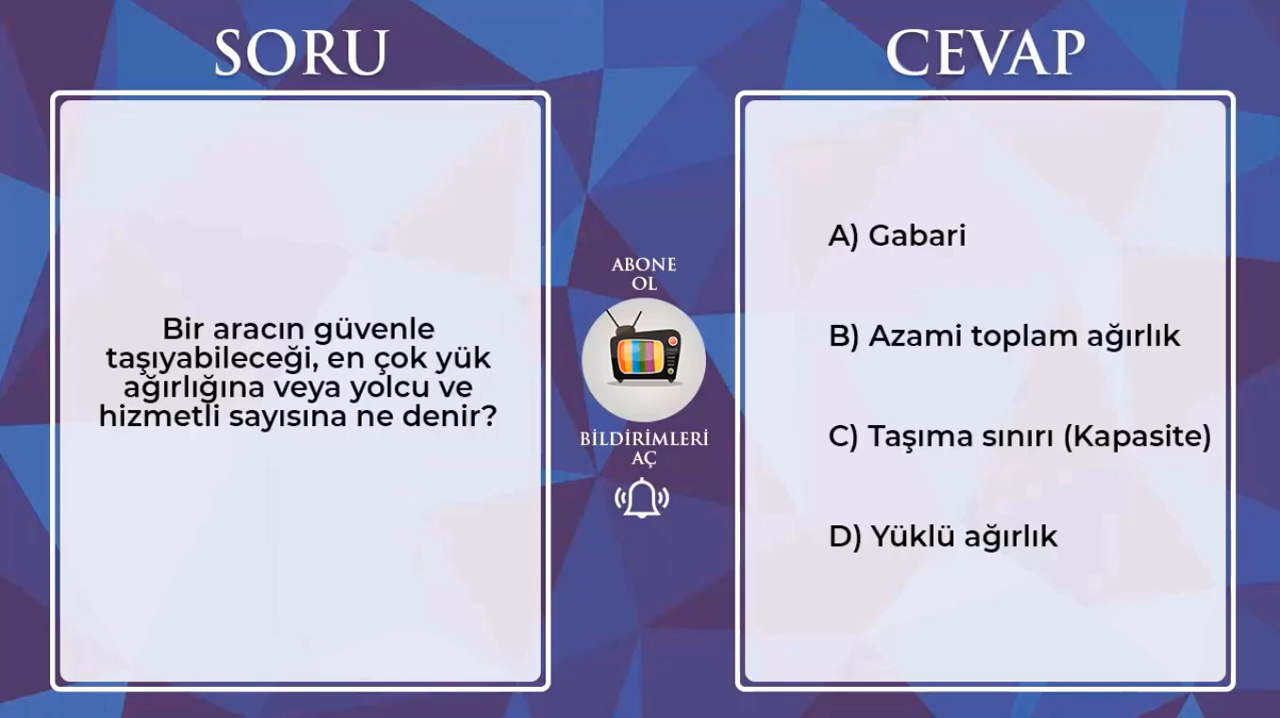 SORU
Bir aracın güvenle
taşıyabileceği, en çok yük
ağırlığına veya yolcu ve
hizmetli sayısına ne denir?
ABONE
OL
BİLDİRİMLERİ
AÇ
CEVAP
A) Gabari
B) Azami toplam ağırlık
C) Taşıma sınırı (Kapasite)
D) Yüklü ağırlık